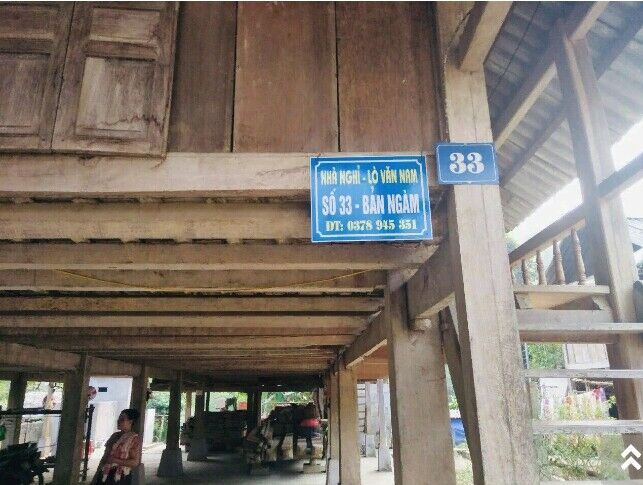 NHÀ NGHỈ - LÒ VĂN NAM
SỐ 33 - BẢN NGÀM
ĐT: 0378 945 351
33